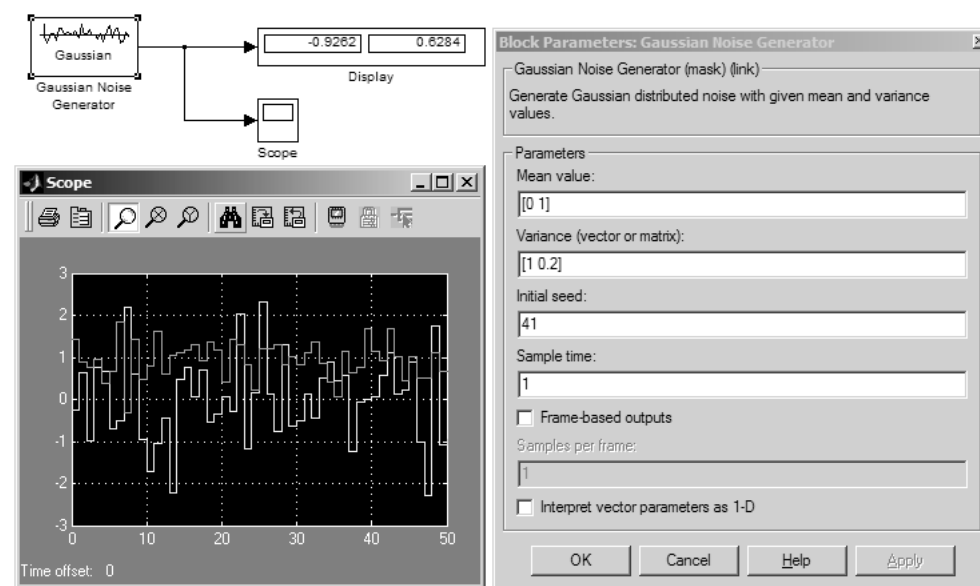 Gaussian
Gaussian Noise
Generator
-0.9262 0.6284
Display
Scope
Scope
3
2
1
0
-1
-2
-3
0 10 20 30 40 50
Time offset: 0
Block Parameters: Gaussian Noise Generator
Gaussian Noise Generator (mask) (link)
Generate Gaussian distributed noise with given mean and variance
values.
Parameters
Mean value:
[0 1]
Variance (vector or matrix):
[1 0.2]
Initial seed:
41
Sample time:
1
Frame-based outputs
Samples per frame:
1
Interpret vector parameters as 1-D
OK Cancel Help Apply